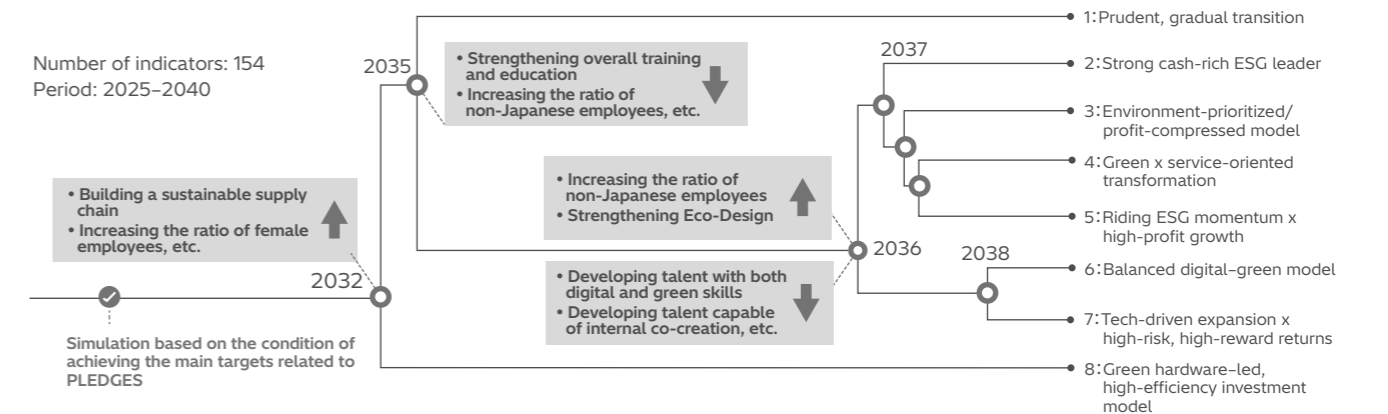 Number of indicators: 154
Period: 2025–2040
2035
• Strengthening overall training
and education
• Increasing the ratio of
non-Japanese employees, etc.
• Building a sustainable supply
chain
• Increasing the ratio of female
employees, etc.
2032
Simulation based on the condition of
achieving the main targets related to
PLEDGES
• Increasing the ratio of
non-Japanese employees
• Strengthening Eco-Design
2036
• Developing talent with both
digital and green skills
• Developing talent capable
of internal co-creation, etc.
2037
2038
1:Prudent, gradual transition
2:Strong cash-rich ESG leader
3:Environment-prioritized/
profit-compressed model
4:Green x service-oriented
transformation
5:Riding ESG momentum x
high-profit growth
6:Balanced digital–green model
7:Tech-driven expansion x
high-risk, high-reward returns
8:Green hardware–led,
high-efficiency investment
model